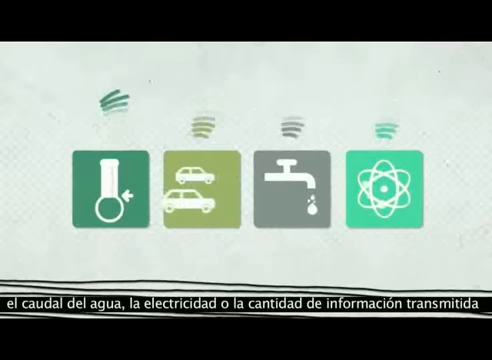 el caudal del agua, la electricidad o la cantidad de información transmitida